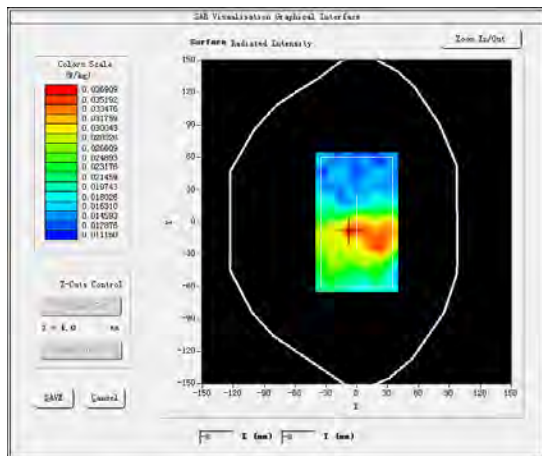 SAR Visualisation Graphical Interface
Surface Radiated Intensity
Zoom In/Out
Colors Scale
(W/kg)
0.036909
0.035192
0.033476
0.031759
0.030043
0.028326
0.026609
0.024893
0.023176
0.021459
0.019743
0.018026
0.016310
0.014593
0.012876
0.011160
150
120
90
60
30
0
-30
-60
-90
-120
-150
Y
-150 -120 -90 -60 -30 0 30 60 90 120 150
X
Z-Cuts Control
SAVE
Cancel
X (mm)
Y (mm)